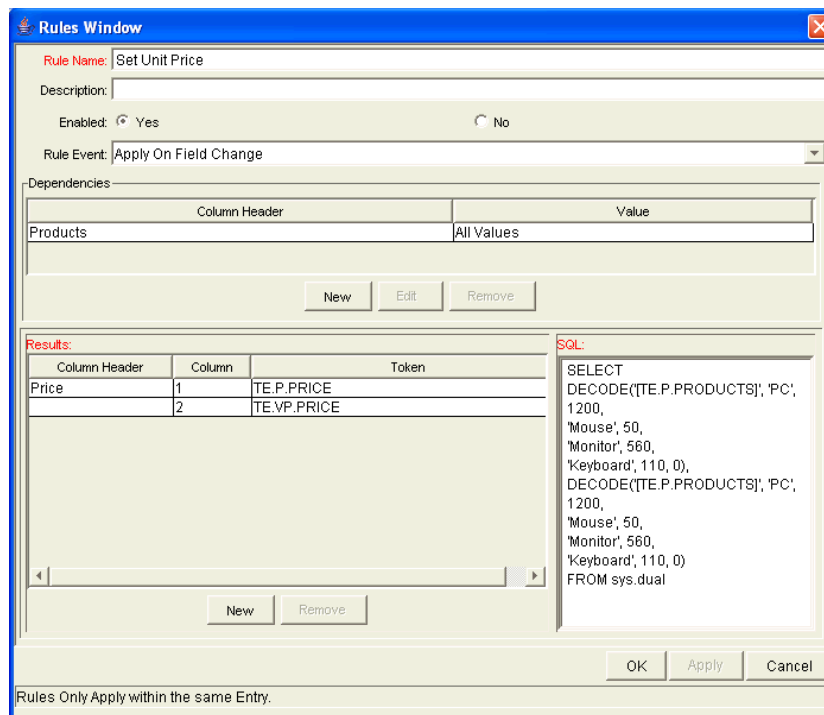 Rules Window
Rule Name: Set Unit Price
Description:
Enabled: Yes No
Rule Event: Apply On Field Change
Dependencies
Column Header Value
Products All Values
New Edit Remove
Results:
Column Header Column Token
Price 1 TE.P.PRICE
2 TE.VP.PRICE
New Remove
SQL:
SELECT
DECODE('[TE.P.PRODUCTS]', 'PC',
1200,
'Mouse', 50,
'Monitor', 560,
'Keyboard', 110, 0),
DECODE('[TE.P.PRODUCTS]', 'PC',
1200,
'Mouse', 50,
'Monitor', 560,
'Keyboard', 110, 0)
FROM sys.dual
OK Apply Cancel
Rules Only Apply within the same Entry.